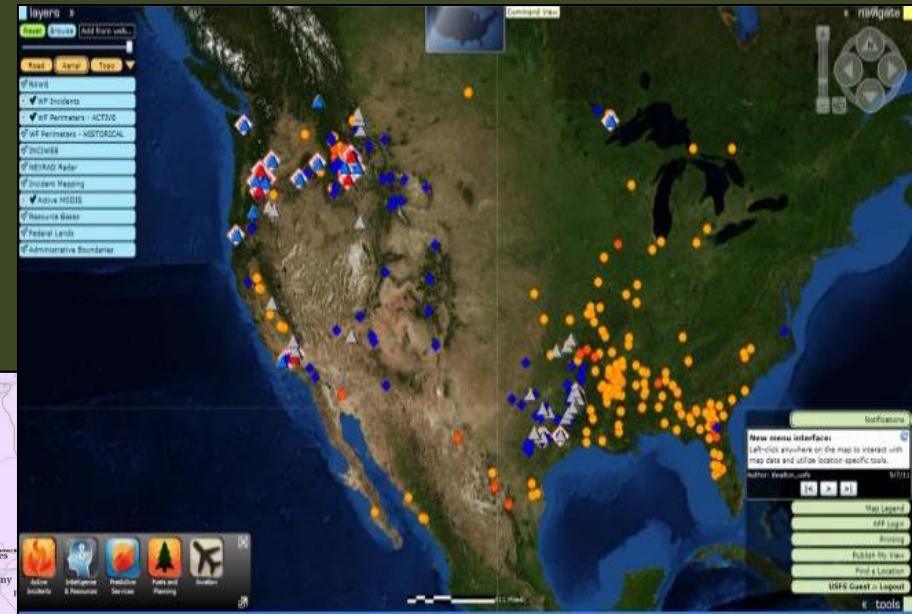 layers
Command View
navigate
Reset
Browse
Add from web...
Road
Aerial
Topo
RAWS
WF Incidents
WF Perimeters - ACTIVE
WF Perimeters - HISTORICAL
INCIWEB
NEXRAD Radar
Incident Mapping
Active MODIS
Resource Bases
Federal Lands
Administrative Boundaries
Notifications
New menu interface:
Left-click anywhere on the map to interact with
map data and utilize location specific tools.
Map Legend
APP Login
Printing
Publish My View
Find a Location
USFS Guest :: Logout
tools
Active
Incidents
Intelligence
& Resources
Predictive
Services
Fuels and
Planning
Aviation